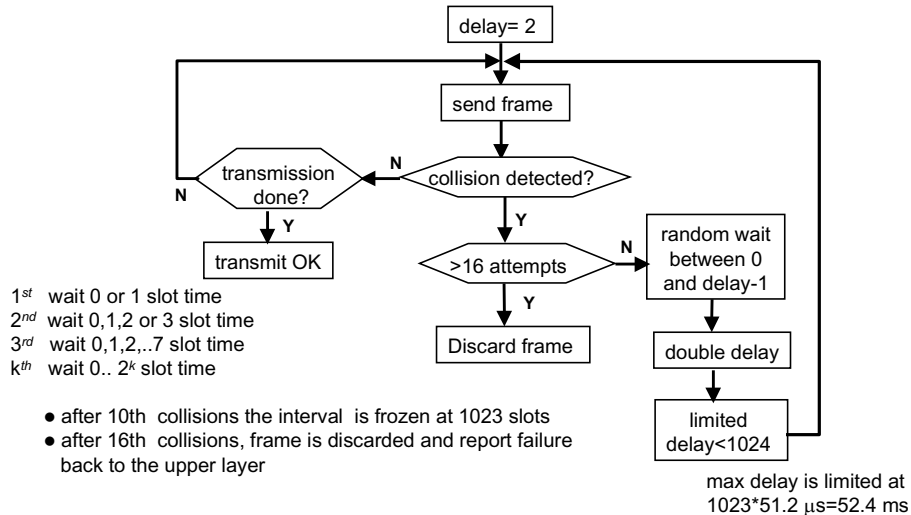 delay= 2
send frame
collision detected?
N
transmission
done?
N
Y
transmit OK
Y
>16 attempts
N
random wait
between 0
and delay-1
Y
Discard frame
double delay
limited
delay<1024
max delay is limited at
1023*51.2 μs=52.4 ms
1st wait 0 or 1 slot time
2nd wait 0,1,2 or 3 slot time
3rd wait 0,1,2,..7 slot time
kth wait 0.. 2k slot time
● after 10th collisions the interval is frozen at 1023 slots
● after 16th collisions, frame is discarded and report failure
back to the upper layer